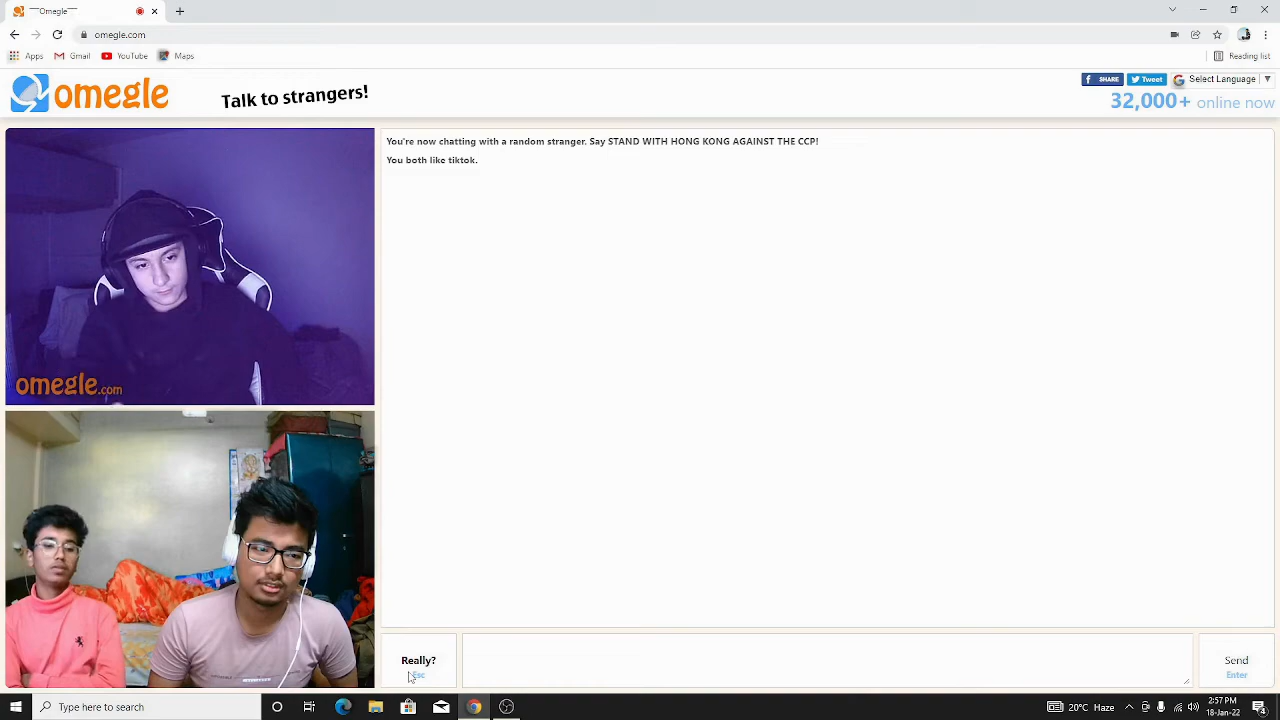 Omegle
omegle.com
Apps
Gmail
YouTube
Maps
Reading list
omegle
Talk to strangers!
SHARE
Tweet
Select Language
32,000+ online now
You're now chatting with a random stranger. Say STAND WITH HONG KONG AGAINST THE CCP!
You both like tiktok.
omegle.com
Really?
Esc
Send
Enter
Type here to search
20°C Haze
2:57 PM
18-Jan-22